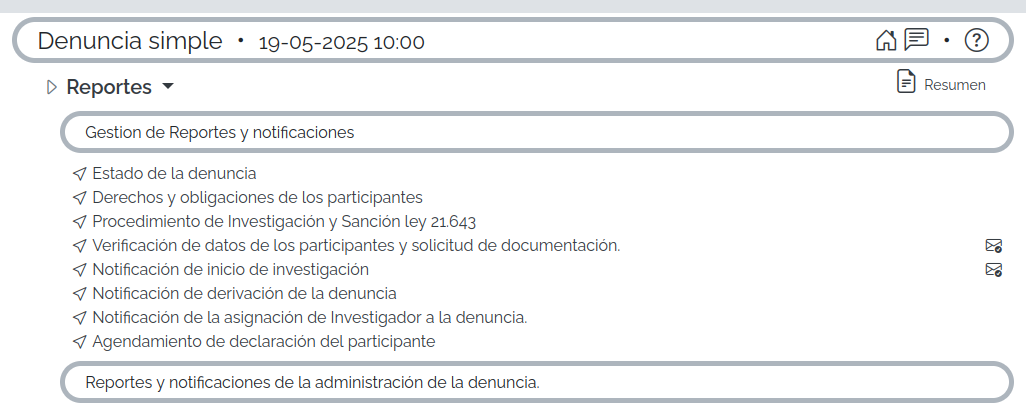 Denuncia simple • 19-05-2025 10:00
Reportes
Resumen
Gestion de Reportes y notificaciones
Estado de la denuncia
Derechos y obligaciones de los participantes
Procedimiento de Investigación y Sanción ley 21.643
Verificación de datos de los participantes y solicitud de documentación.
Notificación de inicio de investigación
Notificación de derivación de la denuncia
Notificación de la asignación de Investigador a la denuncia.
Agendamiento de declaración del participante
Reportes y notificaciones de la administración de la denuncia.